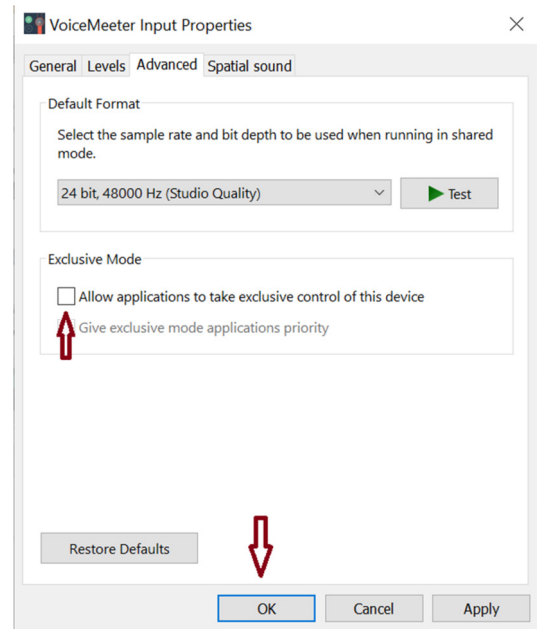 VoiceMeeter Input Properties
General Levels Advanced Spatial sound
Default Format
Select the sample rate and bit depth to be used when running in shared
mode.
24 bit, 48000 Hz (Studio Quality)
Test
Exclusive Mode
Allow applications to take exclusive control of this device
Give exclusive mode applications priority
Restore Defaults
OK Cancel Apply